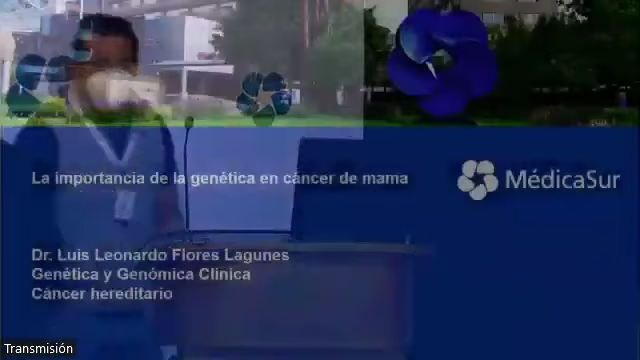 La importancia de la genética en cáncer de mama
MédicaSur
Dr. Luis Leonardo Flores Lagunes
Genética y Genómica Clínica
Cáncer hereditario
Transmisión